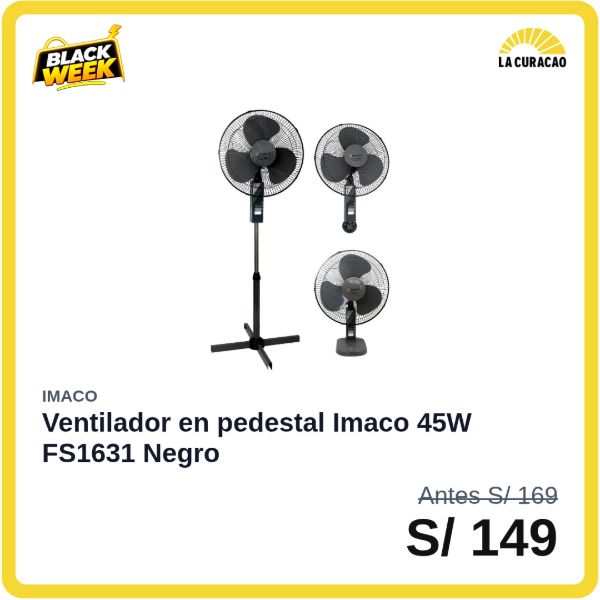 BLACK
WEEK
LA CURACAO
IMACO
Ventilador en pedestal Imaco 45W
FS1631 Negro
Antes S/ 169
S/ 149